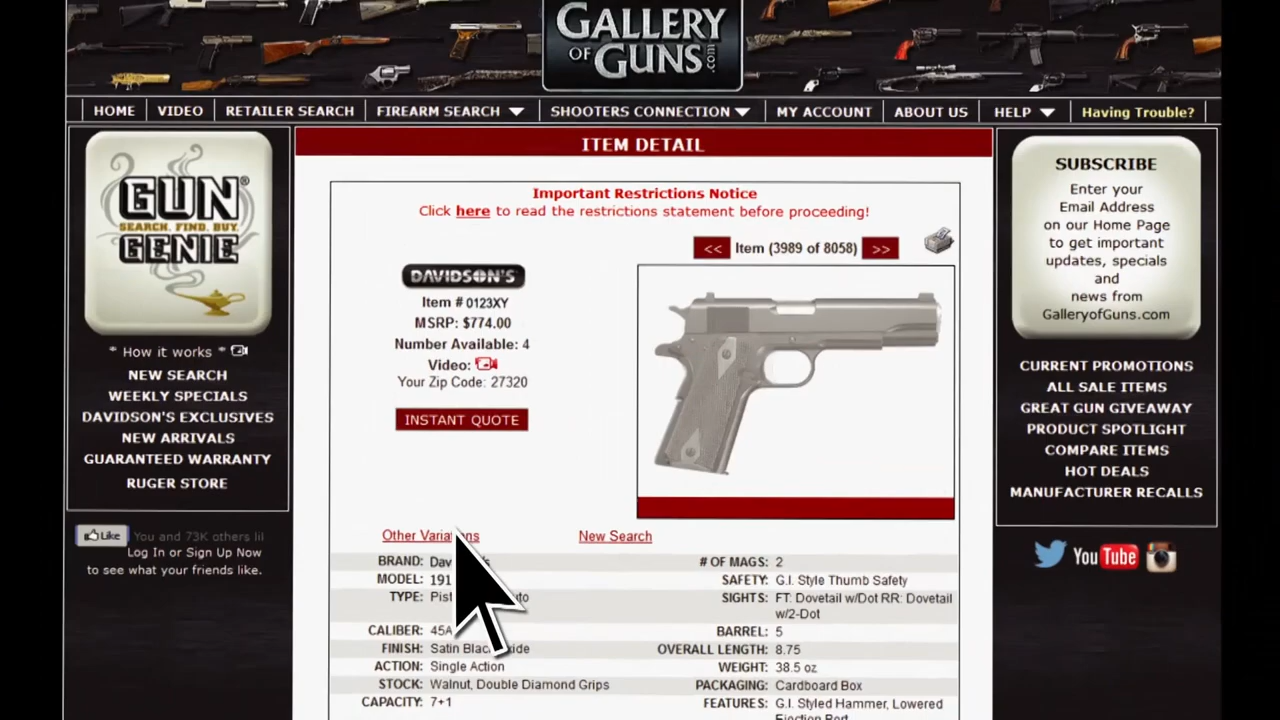 GALLERY
OF GUNS.com
HOME VIDEO RETAILER SEARCH FIREARM SEARCH SHOOTERS CONNECTION MY ACCOUNT ABOUT US HELP Having Trouble?
GUN®
SEARCH. FIND. BUY.
GENIE
* How it works *
NEW SEARCH
WEEKLY SPECIALS
DAVIDSON'S EXCLUSIVES
NEW ARRIVALS
GUARANTEED WARRANTY
RUGER STORE
Like You and 73K others lil
Log In or Sign Up Now
to see what your friends like.
ITEM DETAIL
Important Restrictions Notice
Click here to read the restrictions statement before proceeding!
<< Item (3989 of 8058) >>
DAVIDSON'S
Item # 0123XY
MSRP: $774.00
Number Available: 4
Video:
Your Zip Code: 27320
INSTANT QUOTE
Other Variations New Search
BRAND:
MODEL: 191
TYPE:
CALIBER:
FINISH: Satin
ACTION: Single Action
STOCK: Walnut, Double Diamond Grips
CAPACITY: 7+1
# OF MAGS: 2
SAFETY: G.I. Style Thumb Safety
SIGHTS: FT: Dovetail w/Dot RR: Dovetail
w/2-Dot
BARREL: 5
OVERALL LENGTH: 8.75
WEIGHT: 38.5 oz
PACKAGING: Cardboard Box
FEATURES: G.I. Styled Hammer, Lowered
Ejection Port
SUBSCRIBE
Enter your
Email Address
on our Home Page
to get important
updates, specials
and
news from
GalleryofGuns.com
CURRENT PROMOTIONS
ALL SALE ITEMS
GREAT GUN GIVEAWAY
PRODUCT SPOTLIGHT
COMPARE ITEMS
HOT DEALS
MANUFACTURER RECALLS
YouTube